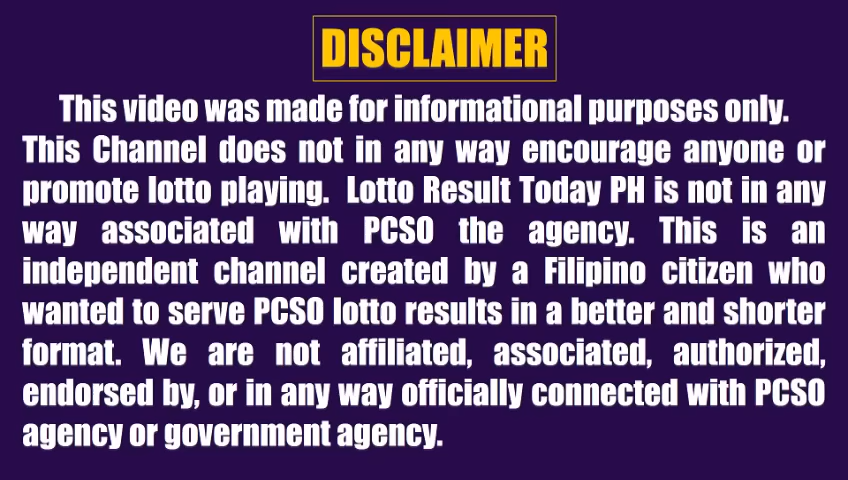 DISCLAIMER
This video was made for informational purposes only.
This Channel does not in any way encourage anyone or
promote lotto playing. Lotto Result Today PH is not in any
way associated with PCSO the agency. This is an
independent channel created by a Filipino citizen who
wanted to serve PCSO lotto results in a better and shorter
format. We are not affiliated, associated, authorized,
endorsed by, or in any way officially connected with PCSO
agency or government agency.